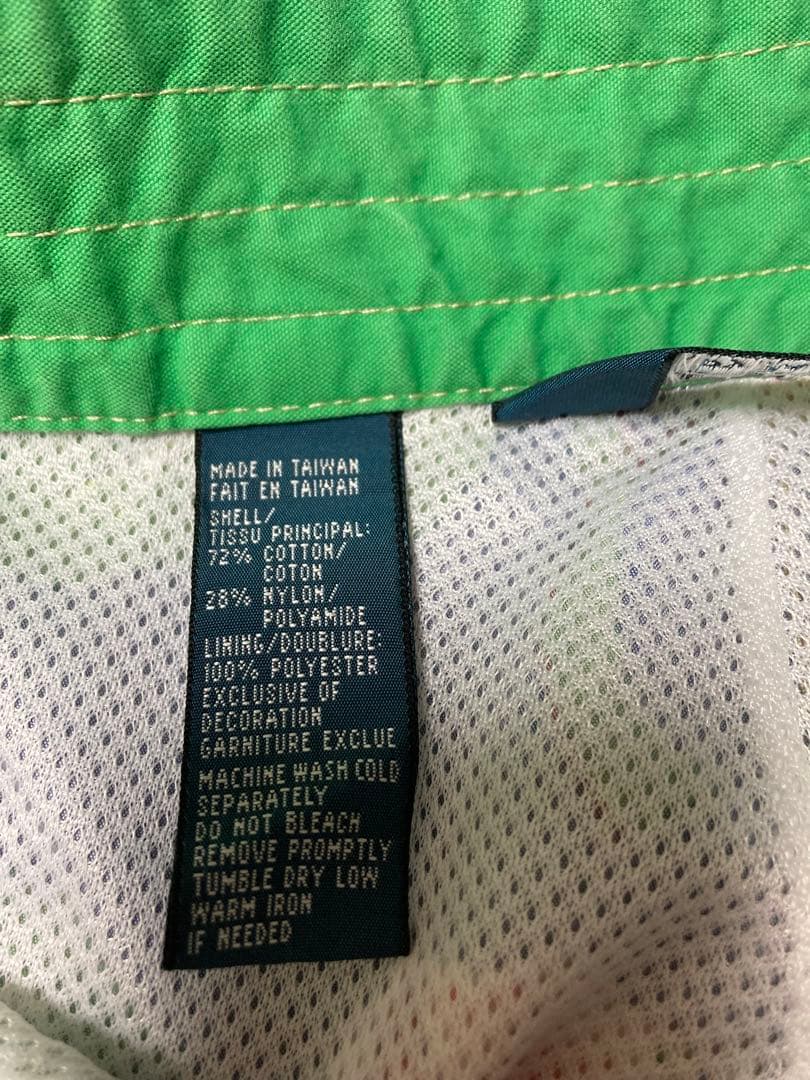 MADE IN TAIWAN
FAIT EN TAIWAN
SHELL/
TISSU PRINCIPAL:
72% COTTON/
COTON
28% NYLON/
POLYAMIDE
LINING/DOUBLURE:
100% POLYESTER
EXCLUSIVE OF
DECORATION
GARNITURE EXCLUE
MACHINE WASH COLD
SEPARATELY
DO NOT BLEACH
REMOVE PROMPTLY
TUMBLE DRY LOW
WARM IRON
IF NEEDED